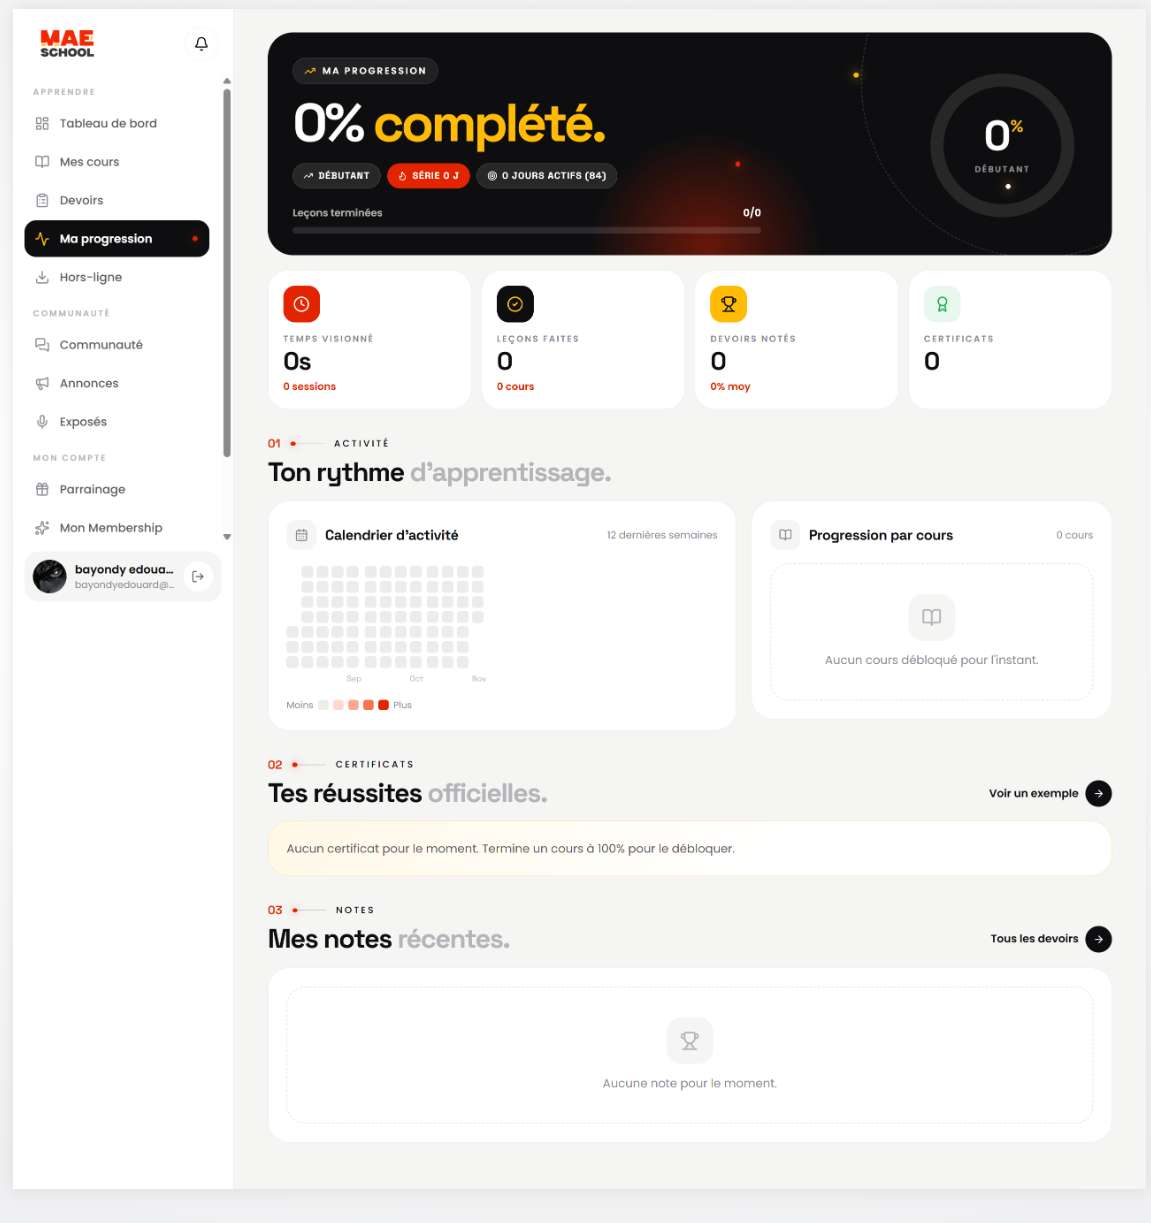 MAE
SCHOOL
APPRENDRE
Tableau de bord
Mes cours
Devoirs
Ma progression
Hors-ligne
COMMUNAUTÉ
Communauté
Annonces
Exposés
MON COMPTE
Parrainage
Mon Membership
bayondy edoua...
bayondyedouard@...
MA PROGRESSION
0% complété.
DÉBUTANT
SÉRIE 0 J
0 JOURS ACTIFS (84)
Leçons terminées
0/0
0%
DÉBUTANT
TEMPS VISIONNÉ
0s
0 sessions
LEÇONS FAITES
0
0 cours
DEVOIRS NOTÉS
0
0% moy
CERTIFICATS
0
01 ACTIVITÉ
Ton rythme d'apprentissage.
Calendrier d'activité
12 dernières semaines
Sep Oct Nov
Moins Plus
Progression par cours
0 cours
Aucun cours débloqué pour l'instant.
02 CERTIFICATS
Tes réussites officielles.
Voir un exemple
Aucun certificat pour le moment. Termine un cours à 100% pour le débloquer.
03 NOTES
Mes notes récentes.
Tous les devoirs
Aucune note pour le moment.